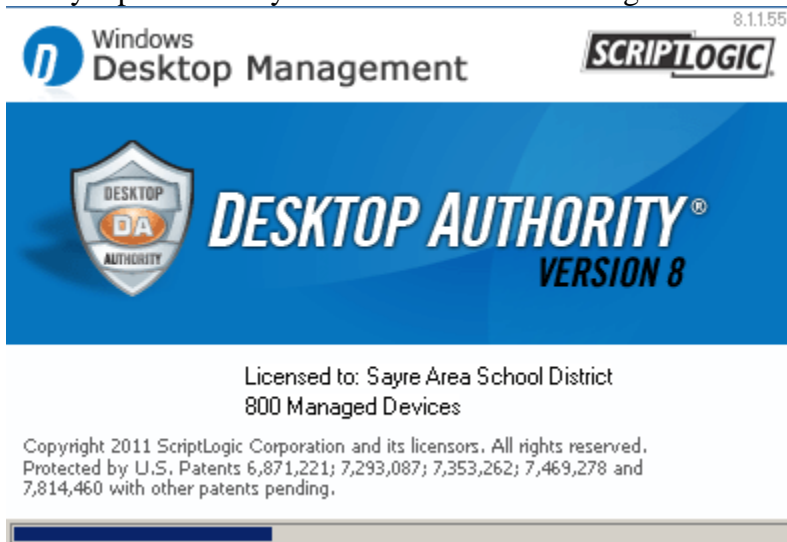 8.1.1.55
Windows
Desktop Management
SCRIPTLOGIC
DESKTOP
DA
AUTHORITY
DESKTOP AUTHORITY®
VERSION 8
Licensed to: Sayre Area School District
800 Managed Devices
Copyright 2011 ScriptLogic Corporation and its licensors. All rights reserved.
Protected by U.S. Patents 6,871,221; 7,293,087; 7,353,262; 7,469,278 and
7,814,460 with other patents pending.